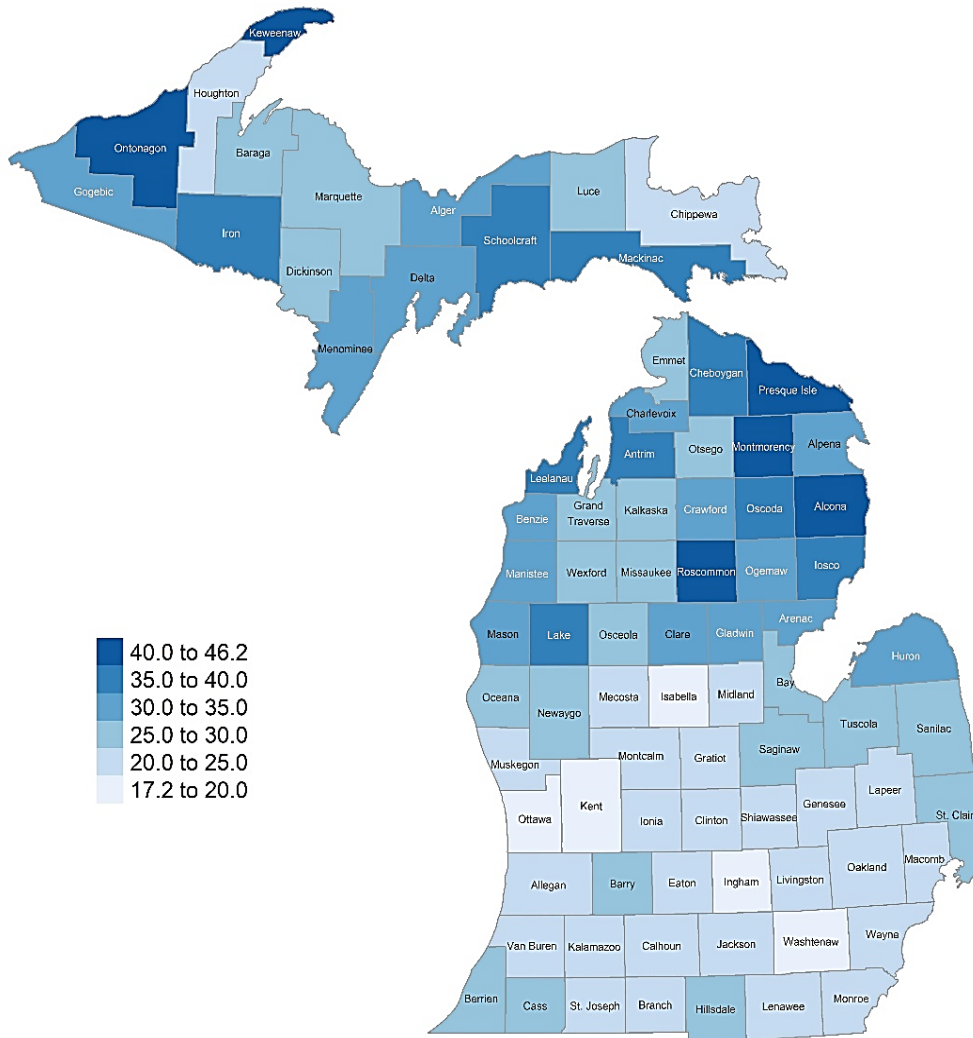 Keweenaw
Houghton
Ontonagon
Baraga
Gogebic
Marquette
Luce
Alger
Chippewa
Iron
Schoolcraft
Mackinac
Dickinson
Delta
Menominee
Emmet
Cheboygan
Presque Isle
Charlevoix
Otsego
Montmorency
Alpena
Antrim
Leelanau
Grand
Traverse
Kalkaska
Crawford
Oscoda
Alcona
Benzie
Manistee
Wexford
Missaukee
Roscommon
Ogemaw
Iosco
Arenac
Mason
Lake
Osceola
Clare
Gladwin
Huron
40.0 to 46.2
35.0 to 40.0
30.0 to 35.0
25.0 to 30.0
20.0 to 25.0
17.2 to 20.0
Oceana
Newaygo
Mecosta
Isabella
Midland
Bay
Tuscola
Sanilac
Saginaw
Muskegon
Montcalm
Gratiot
Genesee
Lapeer
St. Clair
Ottawa
Kent
Ionia
Clinton
Shiawassee
Oakland
Macomb
Allegan
Barry
Eaton
Ingham
Livingston
Van Buren
Kalamazoo
Calhoun
Jackson
Washtenaw
Wayne
Berrien
Cass
St. Joseph
Branch
Hillsdale
Lenawee
Monroe